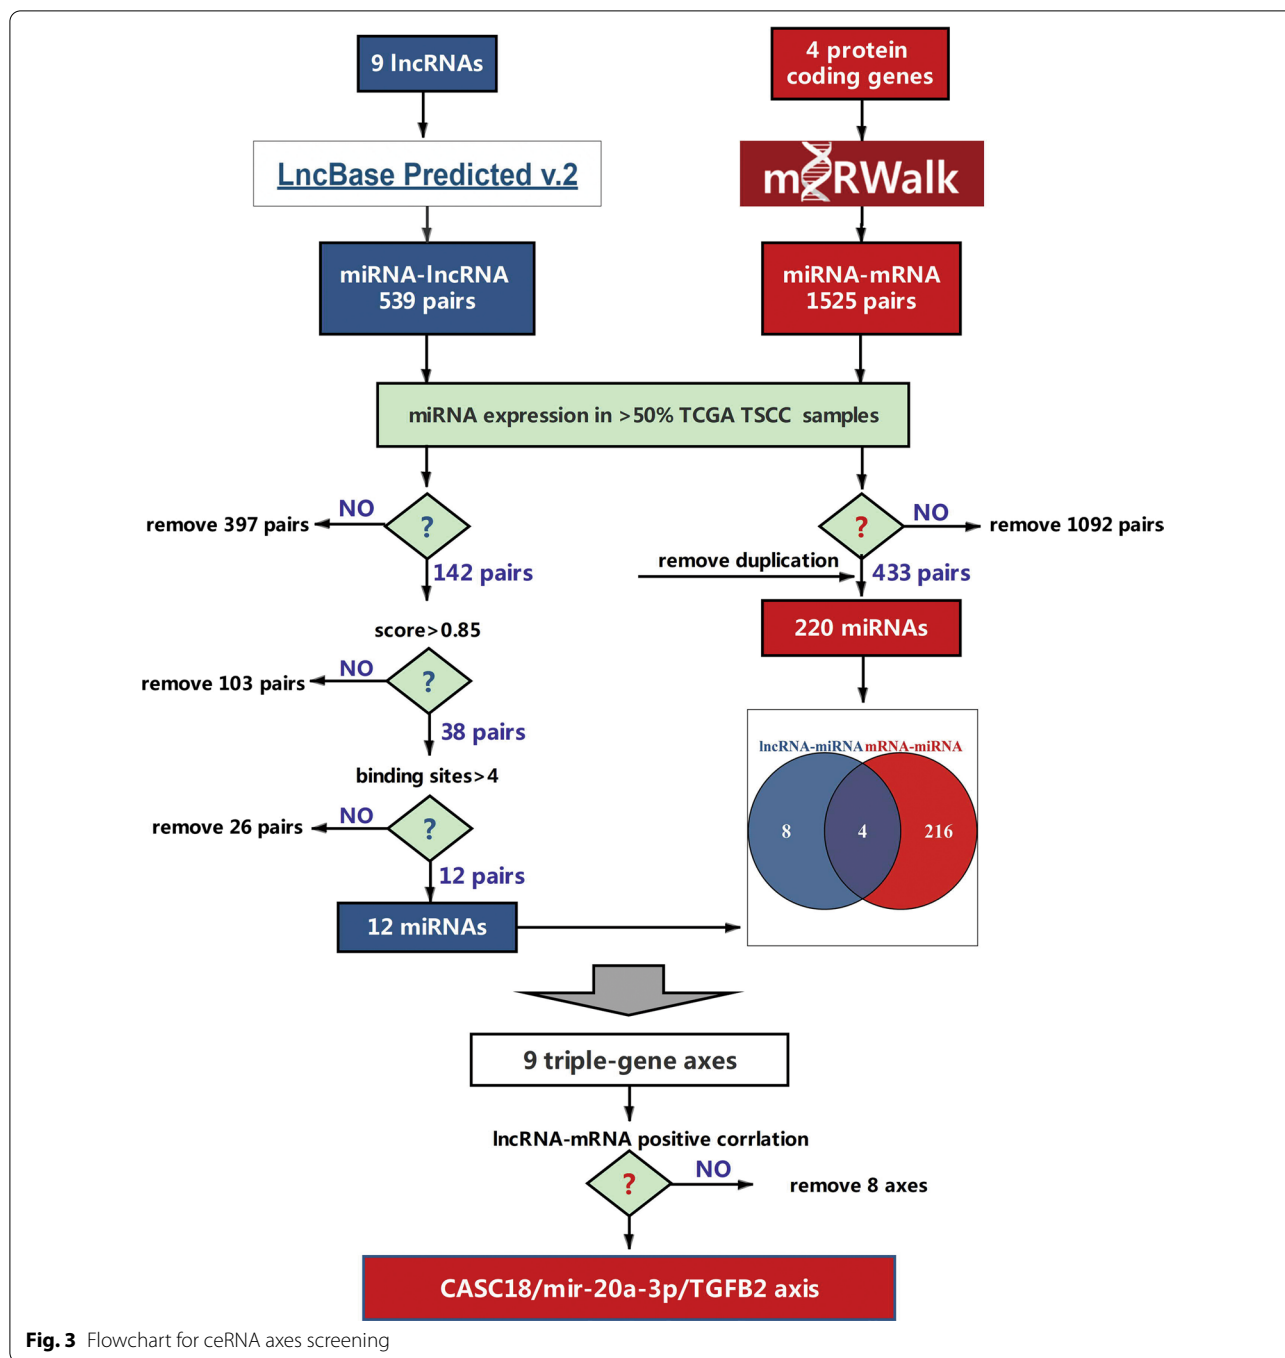 9 lncRNAs
4 protein
coding genes
LncBase Predicted v.2
miRWalk
miRNA-lncRNA
539 pairs
miRNA-mRNA
1525 pairs
miRNA expression in >50% TCGA TSCC samples
?
NO
remove 397 pairs
142 pairs
?
NO
remove 1092 pairs
remove duplication
433 pairs
220 miRNAs
score>0.85
?
NO
remove 103 pairs
38 pairs
binding sites>4
?
NO
remove 26 pairs
12 pairs
12 miRNAs
lncRNA-miRNA mRNA-miRNA
8 4 216
9 triple-gene axes
lncRNA-mRNA positive corrlation
?
NO
remove 8 axes
CASC18/mir-20a-3p/TGFB2 axis
Fig. 3 Flowchart for ceRNA axes screening